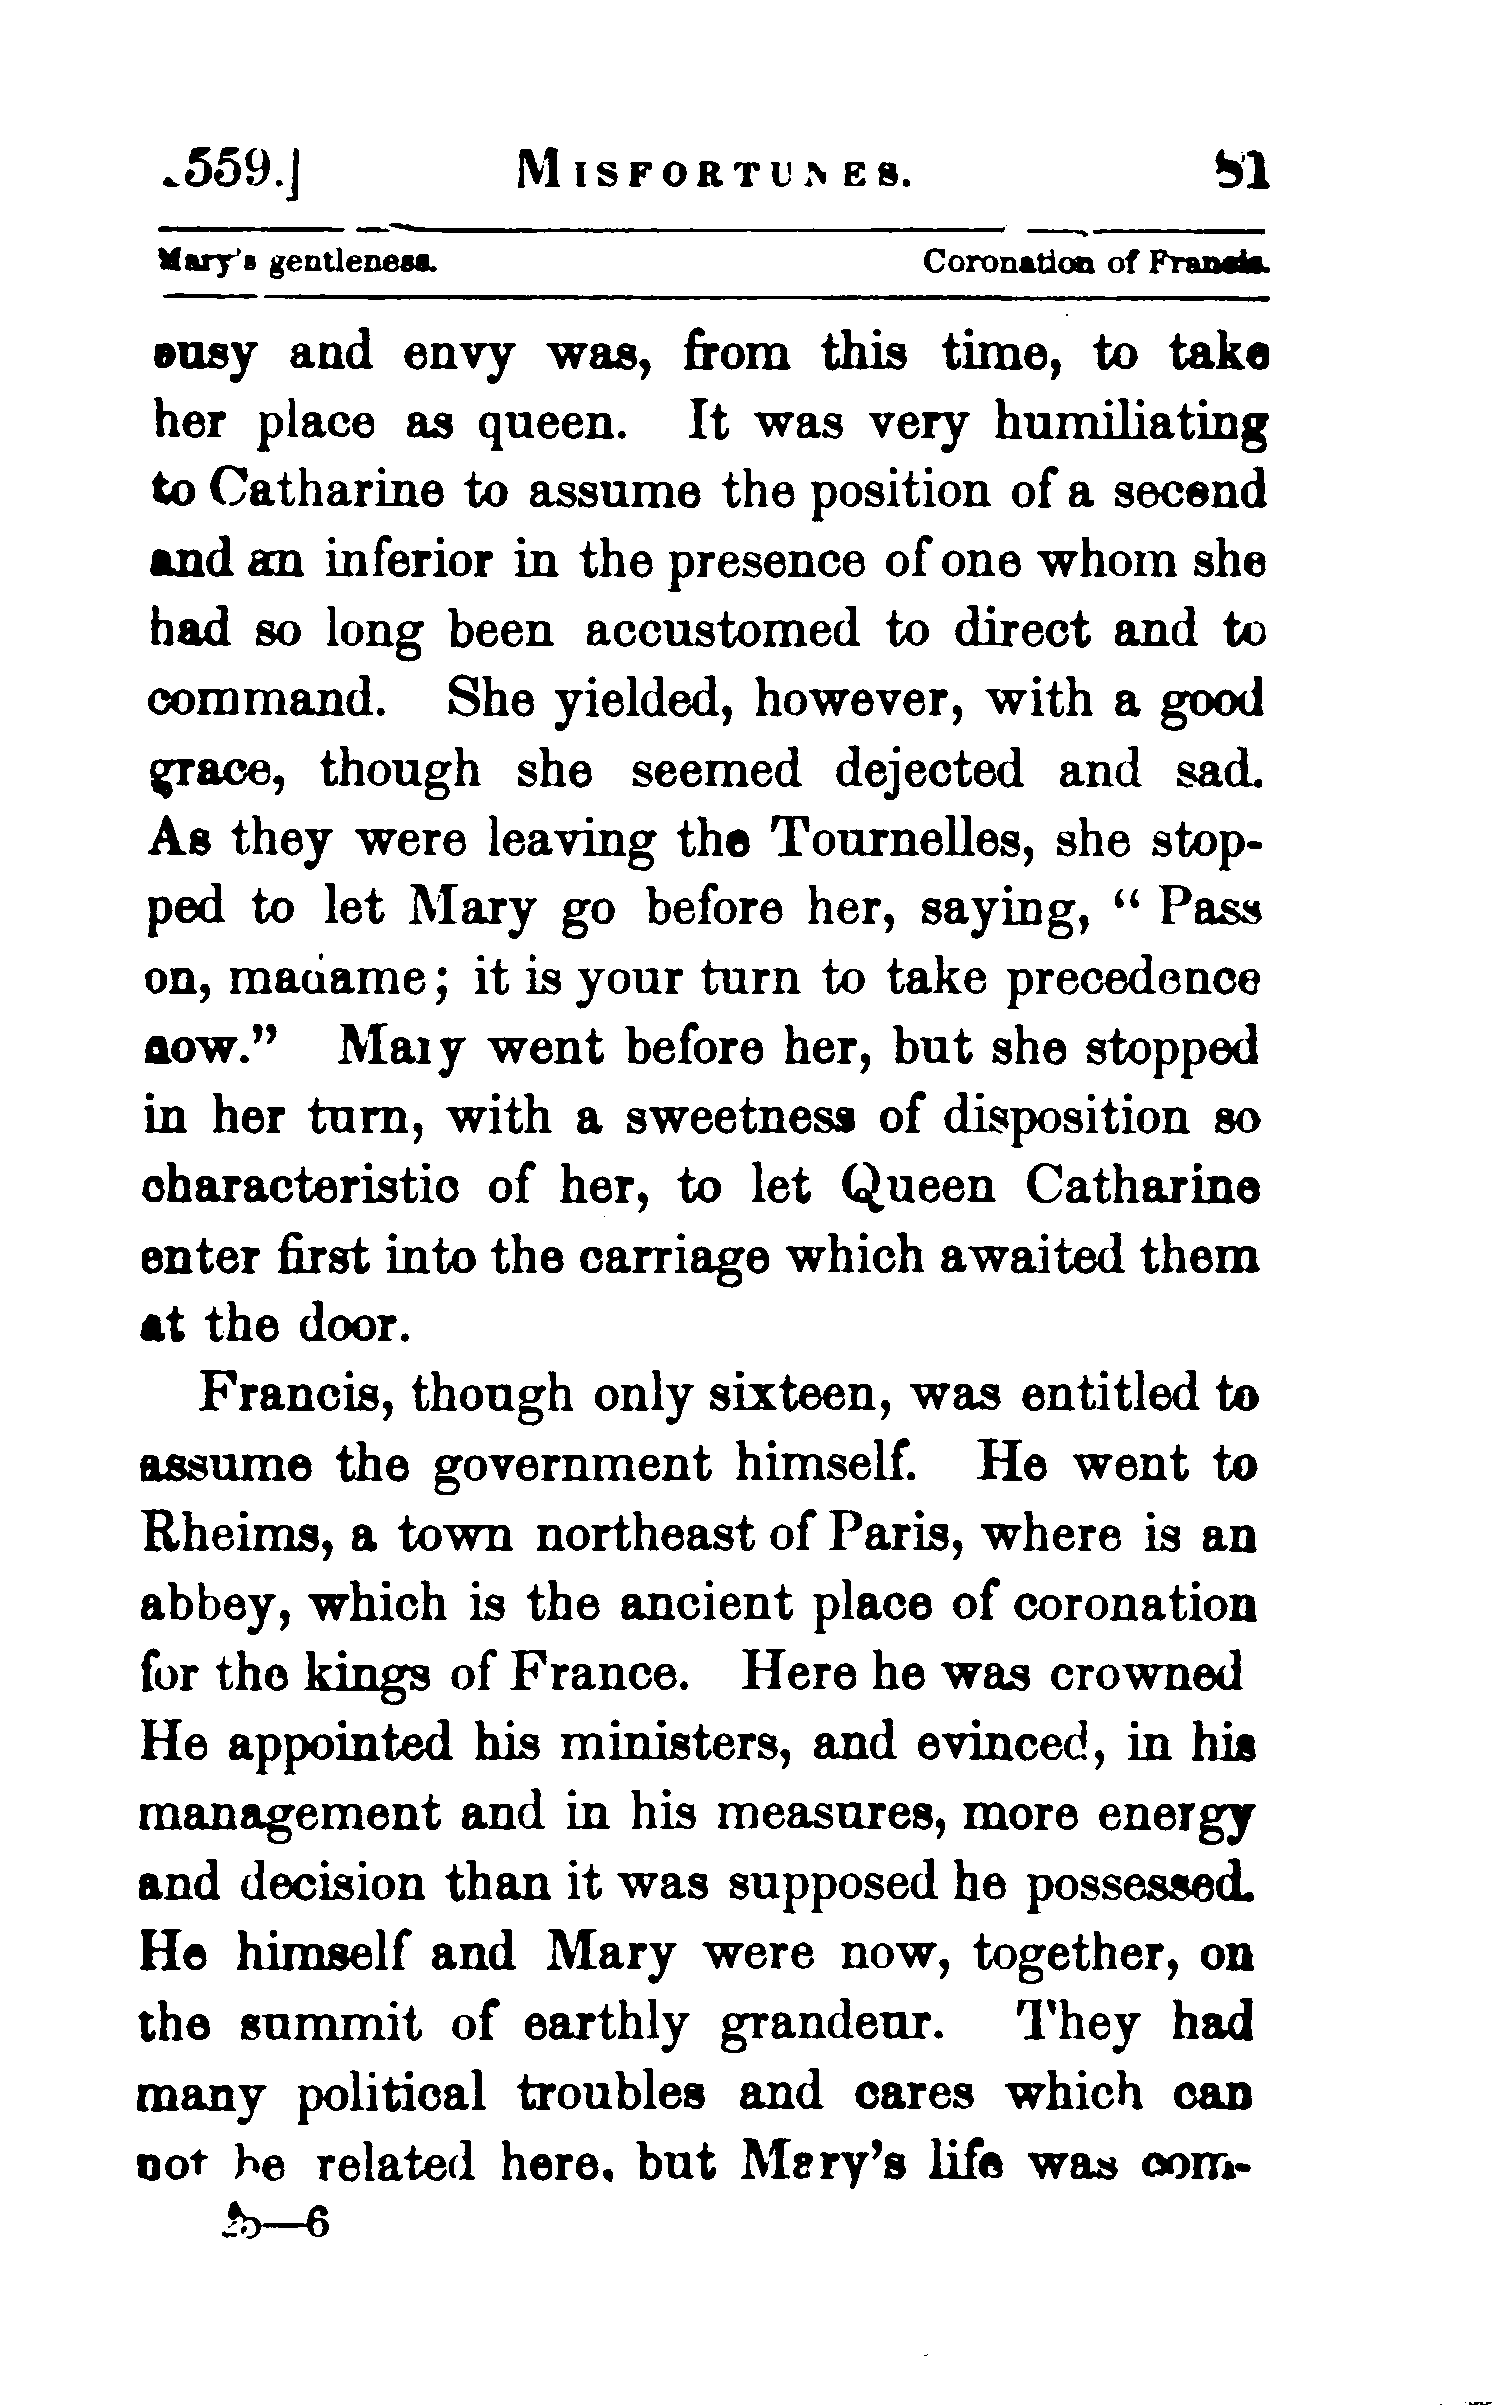 1559.] MISFORTUNES. 81
Mary's gentleness. Coronation of Francis.
ousy and envy was, from this time, to take
her place as queen. It was very humiliating
to Catharine to assume the position of a second
and an inferior in the presence of one whom she
had so long been accustomed to direct and to
command. She yielded, however, with a good
grace, though she seemed dejected and sad.
As they were leaving the Tournelles, she stop-
ped to let Mary go before her, saying, “ Pass
on, madame; it is your turn to take precedence
now.” Mary went before her, but she stopped
in her turn, with a sweetness of disposition so
characteristic of her, to let Queen Catharine
enter first into the carriage which awaited them
at the door.
Francis, though only sixteen, was entitled to
assume the government himself. He went to
Rheims, a town northeast of Paris, where is an
abbey, which is the ancient place of coronation
for the kings of France. Here he was crowned
He appointed his ministers, and evinced, in his
management and in his measures, more energy
and decision than it was supposed he possessed.
He himself and Mary were now, together, on
the summit of earthly grandeur. They had
many political troubles and cares which can
not be related here, but Mary's life was com-
—6